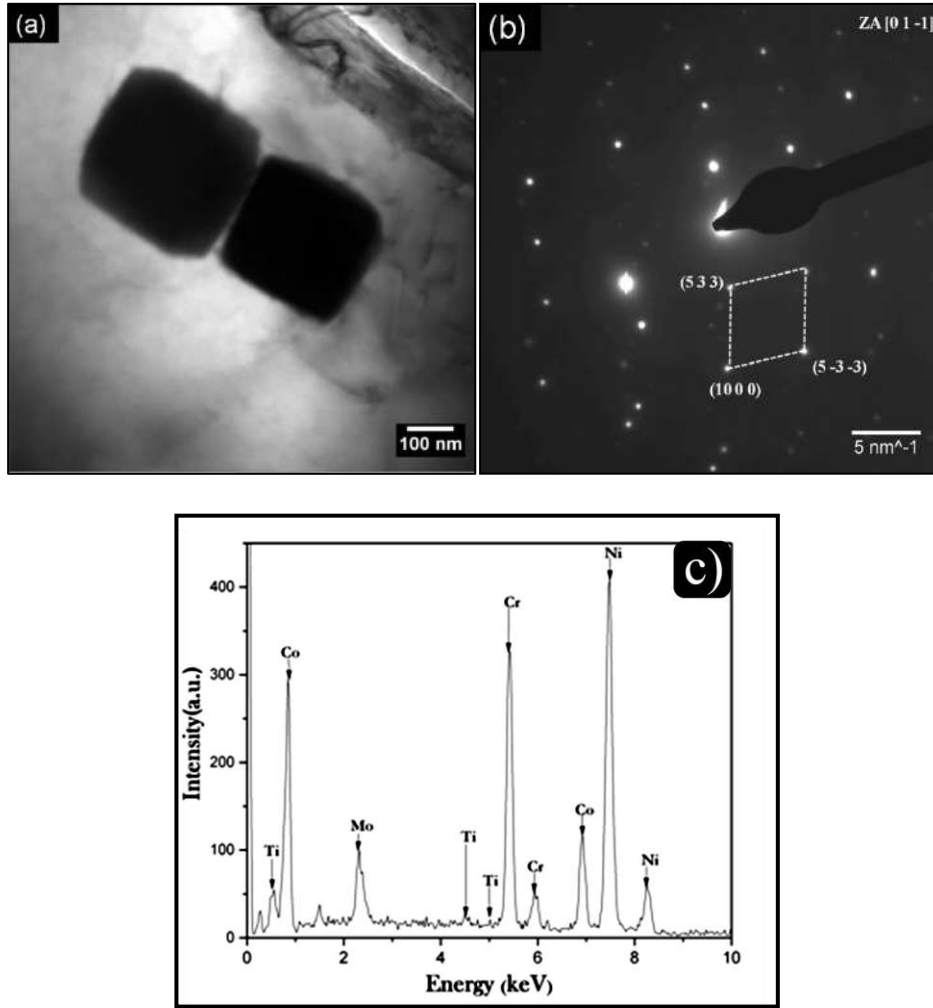 (a)
100 nm
(b)
ZA [0 1 -1]
(5 3 3)
(5 -3 -3)
(10 0 0)
5 nm^-1
c)
Intensity(a.u.)
400
300
200
100
0
Ti
Co
Mo
Ti
Ti
Cr
Cr
Co
Ni
Ni
0 2 4 6 8 10
Energy (keV)